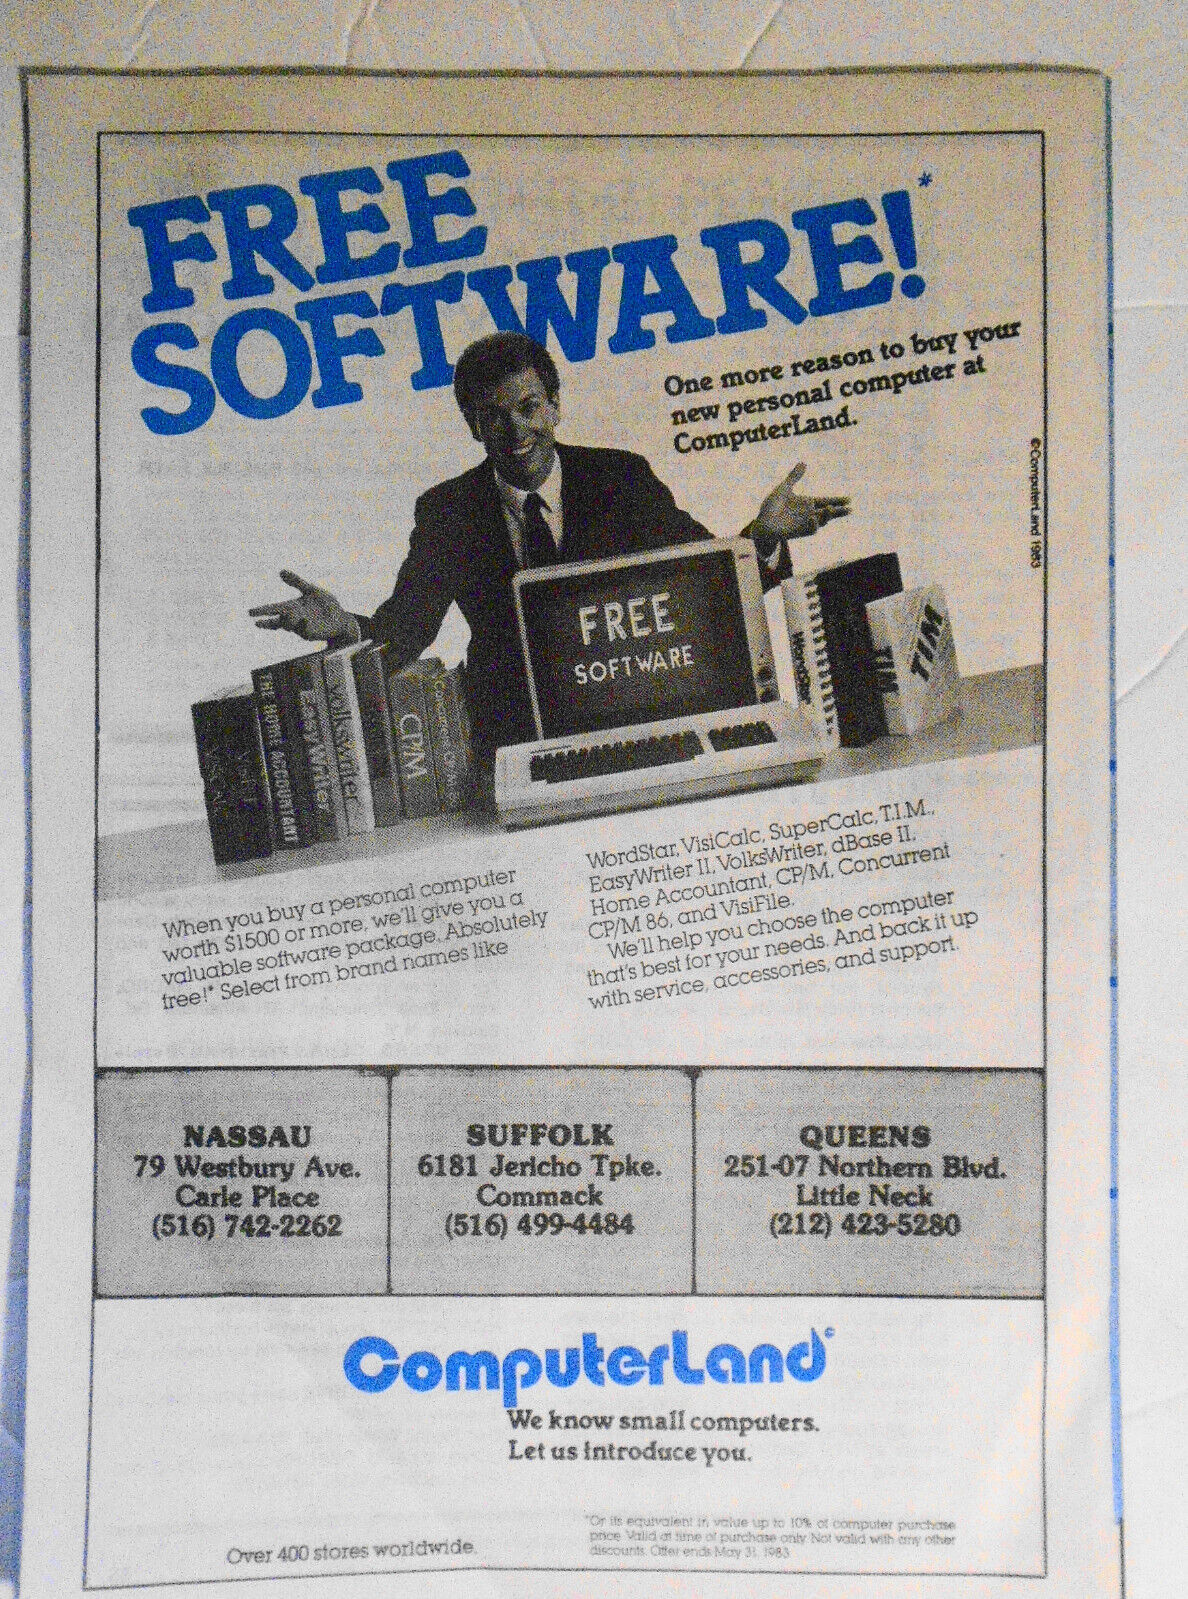 FREE
SOFTWARE!*
One more reason to buy your
new personal computer at
ComputerLand.
©ComputerLand 1983
FREE
SOFTWARE
THE HOME ACCOUNTANT
EasyWriter
Volkswriter
CP/M
WordStar
TIM
TIM
When you buy a personal computer
worth $1500 or more, we'll give you a
valuable software package. Absolutely
free!* Select from brand names like
WordStar, VisiCalc, SuperCalc, T.I.M.,
EasyWriter II, VolksWriter, dBase II,
Home Accountant, CP/M, Concurrent
CP/M 86, and VisiFile.
We'll help you choose the computer
that's best for your needs. And back it up
with service, accessories, and support.
NASSAU
79 Westbury Ave.
Carle Place
(516) 742-2262
SUFFOLK
6181 Jericho Tpke.
Commack
(516) 499-4484
QUEENS
251-07 Northern Blvd.
Little Neck
(212) 423-5280
ComputerLand©
We know small computers.
Let us introduce you.
Over 400 stores worldwide.
*Or its equivalent in value up to 10% of computer purchase
price. Valid at time of purchase only. Not valid with any other
discounts. Offer ends May 31, 1983.